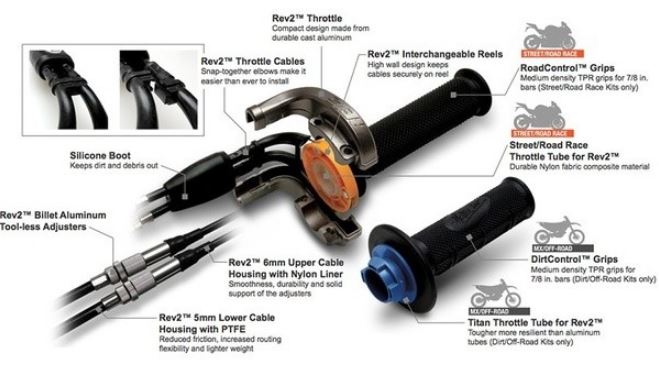 Rev2™ Throttle
Compact design made from
durable cast aluminum
Rev2™ Throttle Cables
Snap-together elbows make it
easier than ever to install
Rev2™ Interchangeable Reels
High wall design keeps
cables securely on reel
STREET/ROAD RACE
RoadControl™ Grips
Medium density TPR grips for 7/8 in.
bars (Street/Road Race Kits only)
STREET/ROAD RACE
Street/Road Race
Throttle Tube for Rev2™
Durable Nylon fabric composite material
Silicone Boot
Keeps dirt and debris out
Rev2™ Billet Aluminum
Tool-less Adjusters
Rev2™ 6mm Upper Cable
Housing with Nylon Liner
Smoothness, durability and solid
support of the adjusters
Rev2™ 5mm Lower Cable
Housing with PTFE
Reduced friction, increased routing
flexibility and lighter weight
MX/OFF-ROAD
DirtControl™ Grips
Medium density TPR grips for
7/8 in. bars (Dirt/Off-Road Kits only)
MX/OFF-ROAD
Titan Throttle Tube for Rev2™
Tougher more resilient than aluminum
tubes (Dirt/Off-Road Kits only)